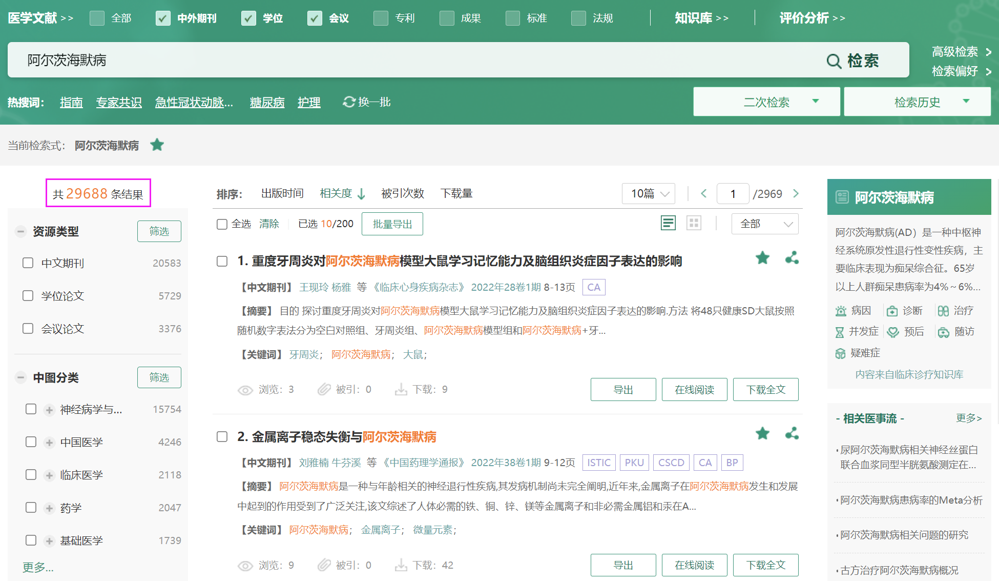 医学文献 >> 全部 中外期刊 学位 会议 专利 成果 标准 法规 知识库 >> 评价分析 >>
阿尔茨海默病 检索
高级检索 >
检索偏好 >
热搜词： 指南 专家共识 急性冠状动脉... 糖尿病 护理 换一批 二次检索 检索历史
当前检索式： 阿尔茨海默病
共 29688 条结果
资源类型 筛选
中文期刊 20583
学位论文 5729
会议论文 3376
中图分类 筛选
神经病学与... 15754
中国医学 4246
临床医学 2118
药学 2047
基础医学 1739
更多...
排序： 出版时间 相关度 被引次数 下载量 10篇 < 1 /2969 >
全选 清除 已选 10/200 批量导出 全部
1. 重度牙周炎对阿尔茨海默病模型大鼠学习记忆能力及脑组织炎症因子表达的影响
【中文期刊】 王现玲 杨雅 等 《临床心身疾病杂志》 2022年28卷1期 8-13页 CA
【摘要】 目的 探讨重度牙周炎对阿尔茨海默病模型大鼠学习记忆能力及脑组织炎症因子表达的影响.方法 将48只健康SD大鼠按照
随机数字表法分为空白对照组、牙周炎组、阿尔茨海默病模型组和阿尔茨海默病+牙...
【关键词】 牙周炎； 阿尔茨海默病； 大鼠；
浏览：3 被引：0 下载：9 导出 在线阅读 下载全文
2. 金属离子稳态失衡与阿尔茨海默病
【中文期刊】 刘雅楠 牛芬溪 等 《中国药理学通报》 2022年38卷1期 9-12页 ISTIC PKU CSCD CA BP
【摘要】 阿尔茨海默病是一种与年龄相关的神经退行性疾病,其发病机制尚未完全阐明,近年来,金属离子在阿尔茨海默病发生和发展
中起到的作用受到了广泛关注,该文综述了人体必需的铁、铜、锌、镁等金属离子和非必需金属铝和汞在A...
【关键词】 阿尔茨海默病； 金属离子； 微量元素；
浏览：9 被引：0 下载：42 导出 在线阅读 下载全文
阿尔茨海默病
阿尔茨海默病(AD）是一种中枢神
经系统原发性退行性变性疾病，主
要临床表现为痴呆综合征。65岁
以上人群痴呆患病率为4%～6%...
病因 诊断 治疗
并发症 预后 随访
疑难症
内容来自临床诊疗知识库
- 相关医事流 - 更多>
·尿阿尔茨海默病相关神经丝蛋白
联合血浆同型半胱氨酸测定在...
·阿尔茨海默病患病率的Meta分析
·阿尔茨海默病相关问题的研究
·古方治疗阿尔茨海默病概况